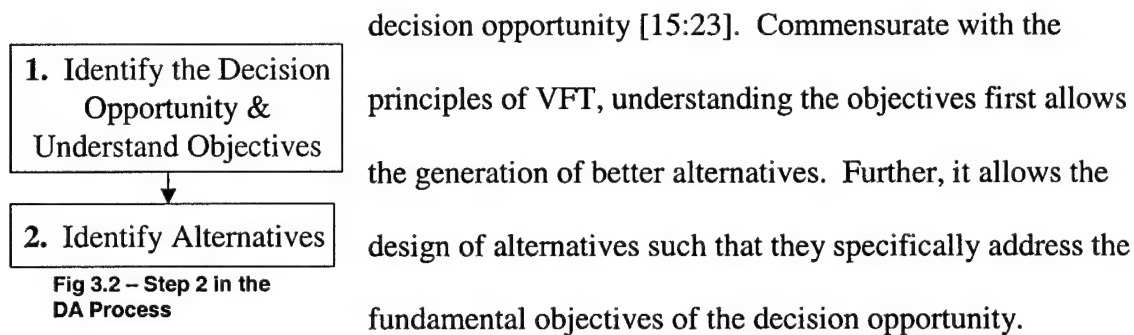 1. Identify the Decision
Opportunity &
Understand Objectives
2. Identify Alternatives
Fig 3.2 – Step 2 in the
DA Process
decision opportunity [15:23]. Commensurate with the
principles of VFT, understanding the objectives first allows
the generation of better alternatives. Further, it allows the
design of alternatives such that they specifically address the
fundamental objectives of the decision opportunity.